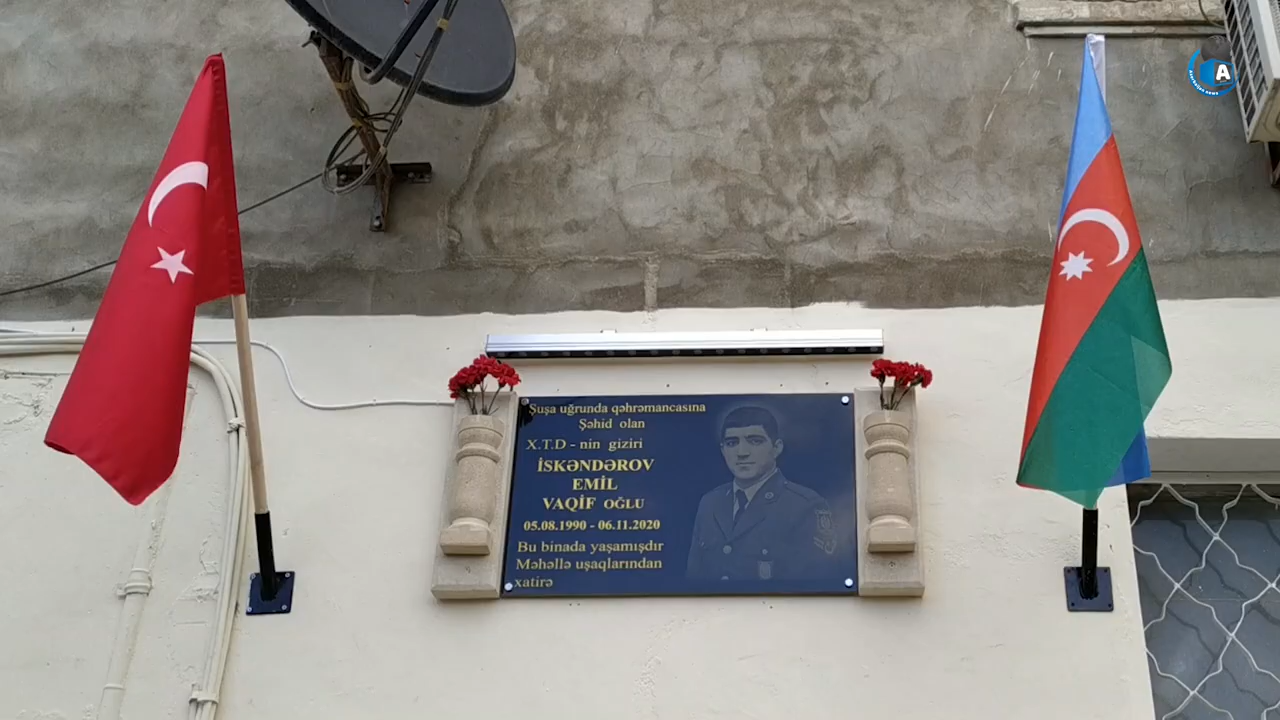 Şuşa uğrunda qəhrəmancasına
Şəhid olan
X.T.D - nin giziri
İSKƏNDƏROV
EMİL
VAQİF OĞLU
05.08.1990 - 06.11.2020
Bu binada yaşamışdır
Məhəllə uşaqlarından
xatirə
A